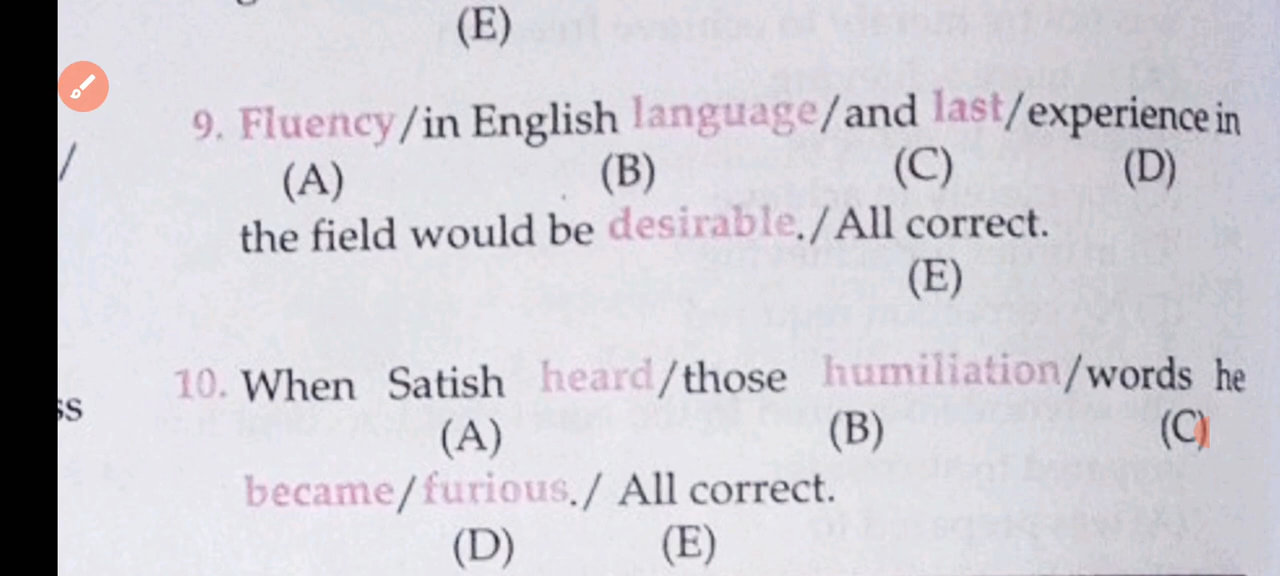 (E)
9. Fluency/in English language/and last/experience in
(A) (B) (C) (D)
/
the field would be desirable./All correct.
(E)
10. When Satish heard/those humiliation/words he
ss
(A) (B) (C)
became/furious./ All correct.
(D) (E)